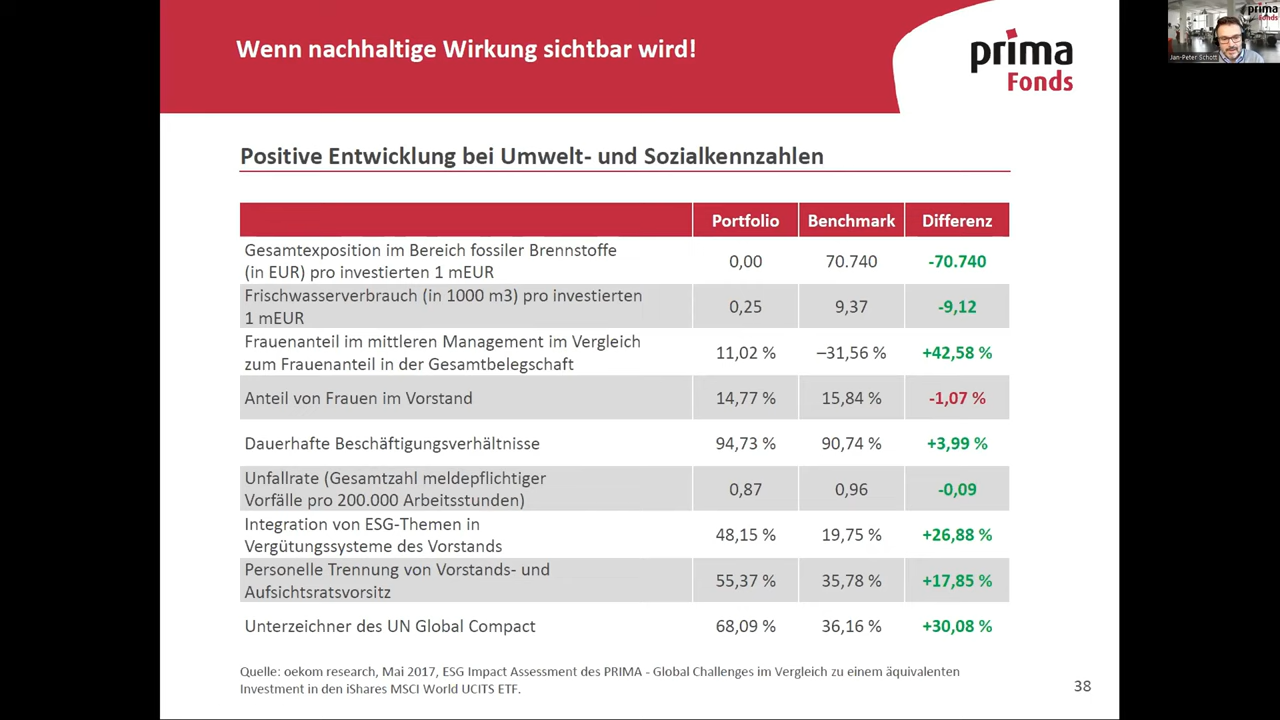 Wenn nachhaltige Wirkung sichtbar wird!
prima
Fonds
prima
Fonds
Jan-Peter Schott
Positive Entwicklung bei Umwelt- und Sozialkennzahlen
Portfolio Benchmark Differenz
Gesamtexposition im Bereich fossiler Brennstoffe
(in EUR) pro investierten 1 mEUR
0,00 70.740 -70.740
Frischwasserverbrauch (in 1000 m3) pro investierten
1 mEUR
0,25 9,37 -9,12
Frauenanteil im mittleren Management im Vergleich
zum Frauenanteil in der Gesamtbelegschaft
11,02 % –31,56 % +42,58 %
Anteil von Frauen im Vorstand 14,77 % 15,84 % -1,07 %
Dauerhafte Beschäftigungsverhältnisse 94,73 % 90,74 % +3,99 %
Unfallrate (Gesamtzahl meldepflichtiger
Vorfälle pro 200.000 Arbeitsstunden)
0,87 0,96 -0,09
Integration von ESG-Themen in
Vergütungssysteme des Vorstands
48,15 % 19,75 % +26,88 %
Personelle Trennung von Vorstands- und
Aufsichtsratsvorsitz
55,37 % 35,78 % +17,85 %
Unterzeichner des UN Global Compact 68,09 % 36,16 % +30,08 %
Quelle: oekom research, Mai 2017, ESG Impact Assessment des PRIMA - Global Challenges im Vergleich zu einem äquivalenten
Investment in den iShares MSCI World UCITS ETF.
38